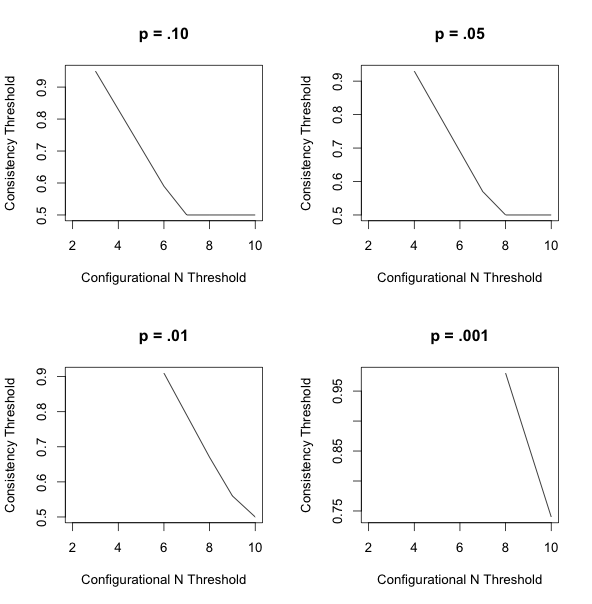 p = .10
Consistency Threshold
0.5 0.6 0.7 0.8 0.9
2 4 6 8 10
Configurational N Threshold
p = .05
Consistency Threshold
0.5 0.6 0.7 0.8 0.9
2 4 6 8 10
Configurational N Threshold
p = .01
Consistency Threshold
0.5 0.6 0.7 0.8 0.9
2 4 6 8 10
Configurational N Threshold
p = .001
Consistency Threshold
0.75 0.85 0.95
2 4 6 8 10
Configurational N Threshold